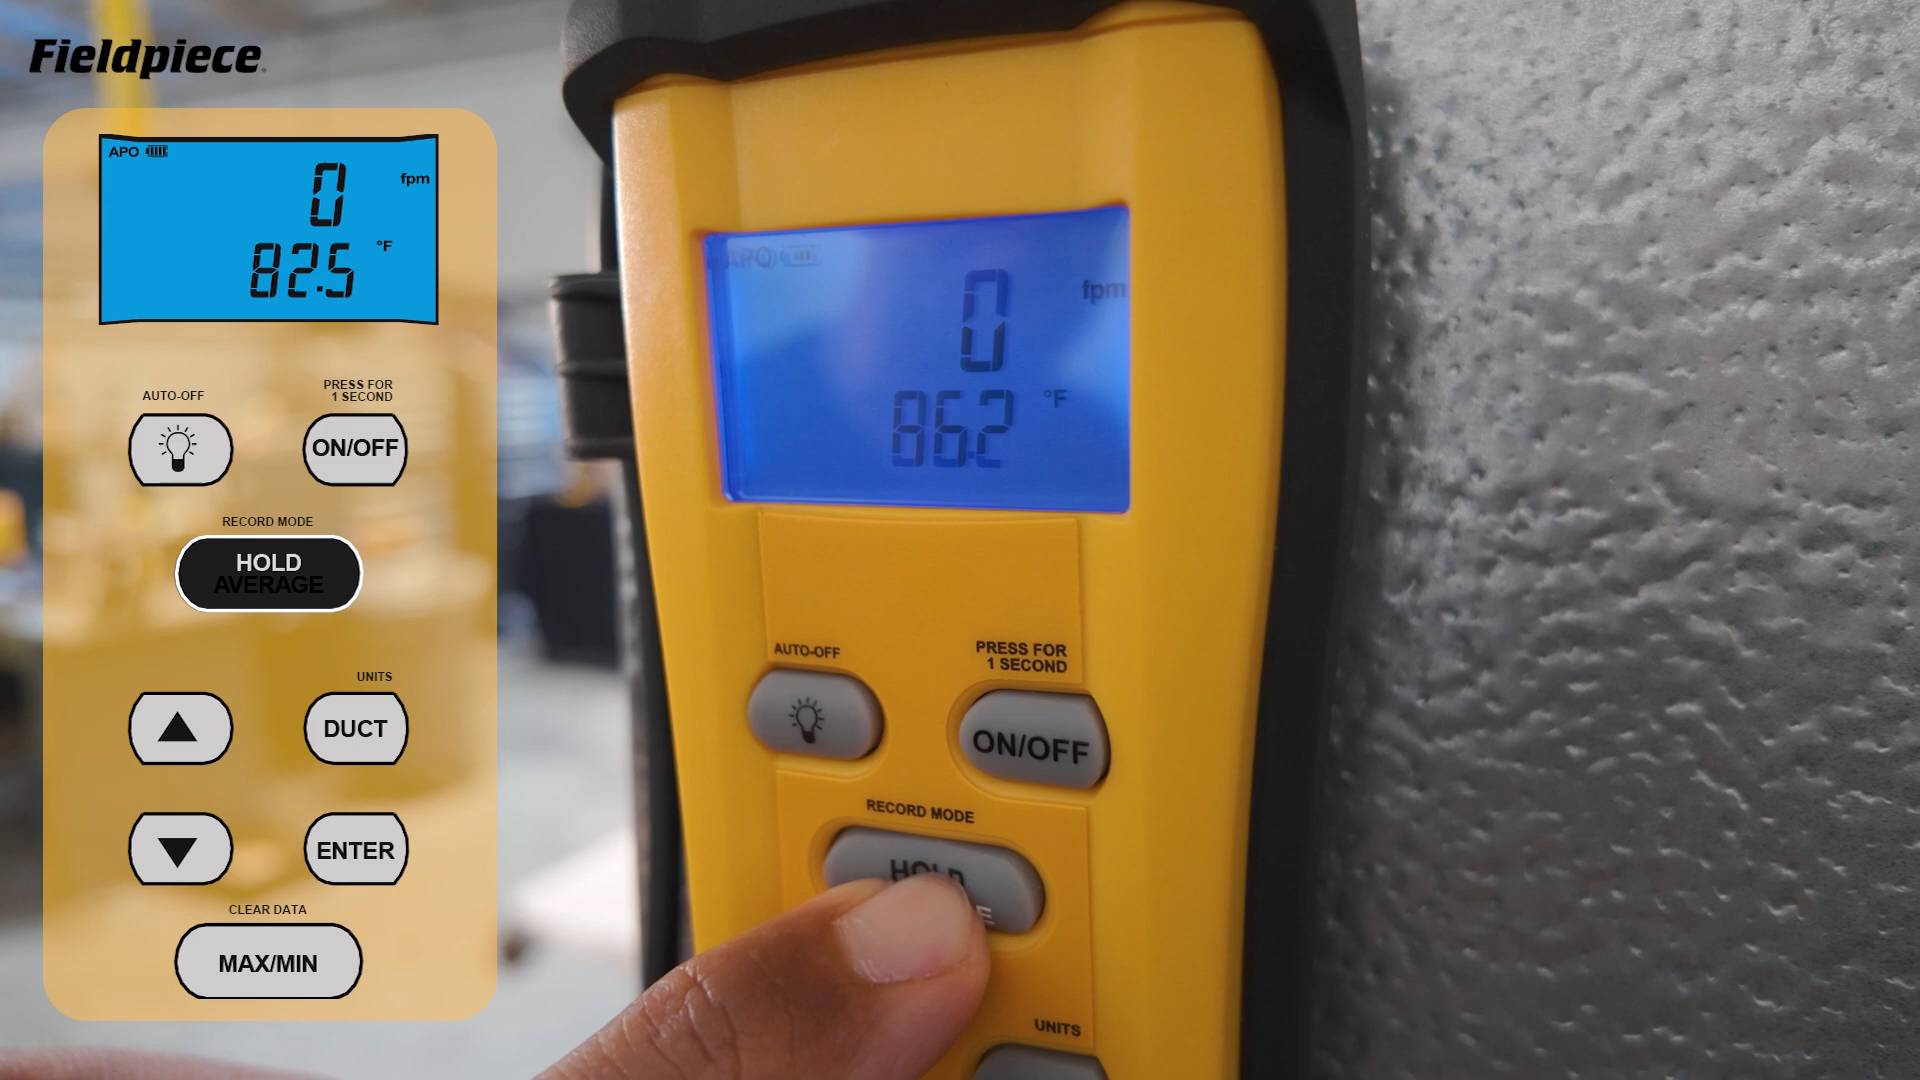 Fieldpiece
APO
0
fpm
82.5
°F
AUTO-OFF
PRESS FOR
1 SECOND
ON/OFF
RECORD MODE
HOLD
AVERAGE
UNITS
DUCT
ENTER
CLEAR DATA
MAX/MIN
APO
0
fpm
86.2
°F
AUTO-OFF
PRESS FOR
1 SECOND
ON/OFF
RECORD MODE
HOLD
E
UNITS